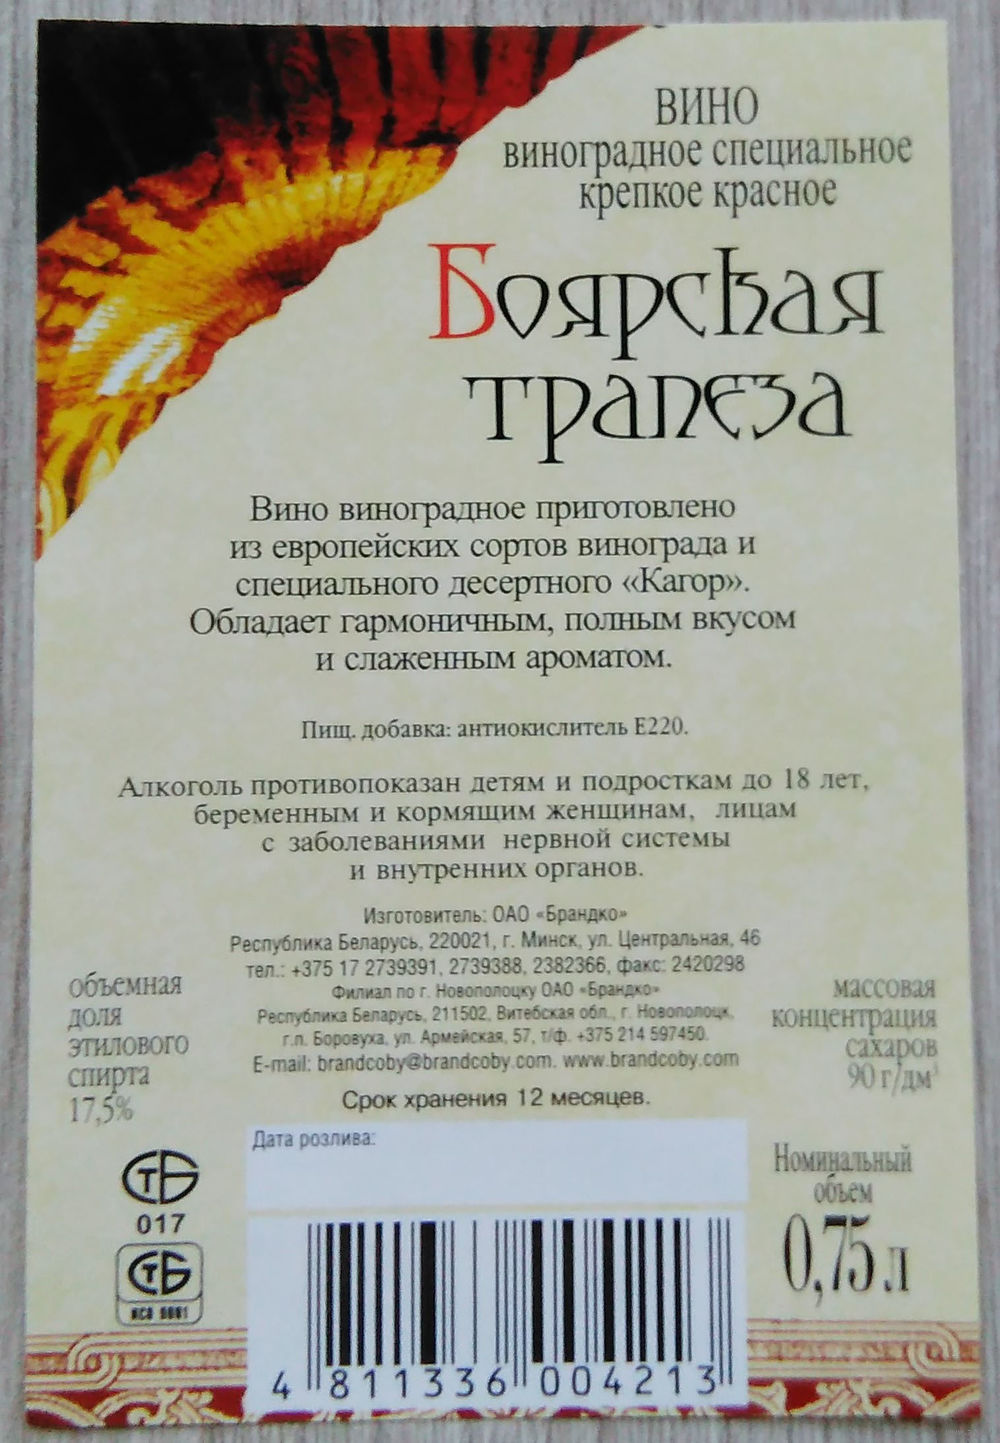 ВИНО
виноградное специальное
крепкое красное
Боярская
трапеза
Вино виноградное приготовлено
из европейских сортов винограда и
специального десертного «Кагор».
Обладает гармоничным, полным вкусом
и слаженным ароматом.
Пищ. добавка: антиокислитель Е220.
Алкоголь противопоказан детям и подросткам до 18 лет,
беременным и кормящим женщинам, лицам
с заболеваниями нервной системы
и внутренних органов.
Изготовитель: ОАО «Брандко»
Республика Беларусь, 220021, г. Минск, ул. Центральная, 46
тел.: +375 17 2739391, 2739388, 2382366, факс: 2420298
Филиал по г. Новополоцку ОАО «Брандко»
Республика Беларусь, 211502, Витебская обл., г. Новополоцк,
г.п. Боровуха, ул. Армейская, 57, т/ф. +375 214 597450.
E-mail: brandcoby@brandcoby.com. www.brandcoby.com
Срок хранения 12 месяцев.
объемная
доля
этилового
спирта
17,5%
массовая
концентрация
сахаров
90 г/дм³
Дата розлива:
СТБ
017
СТБ
ИСО 9001
Номинальный
объем
0,75 л
4 811336 004213